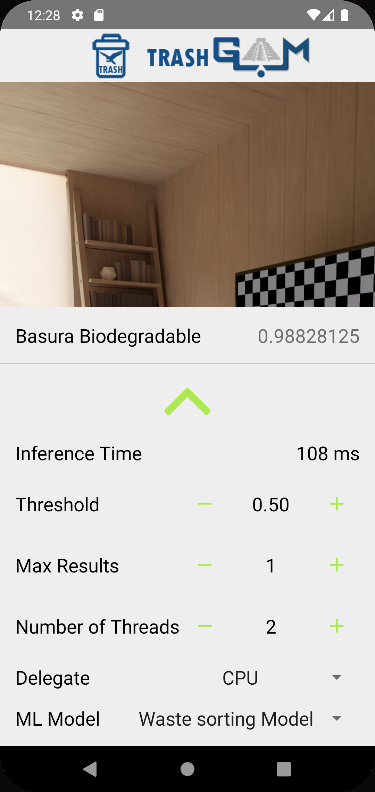 12:28
TRASH
TRASH GAM
Basura Biodegradable 0.98828125
Inference Time 108 ms
Threshold − 0.50 +
Max Results − 1 +
Number of Threads − 2 +
Delegate CPU
ML Model Waste sorting Model